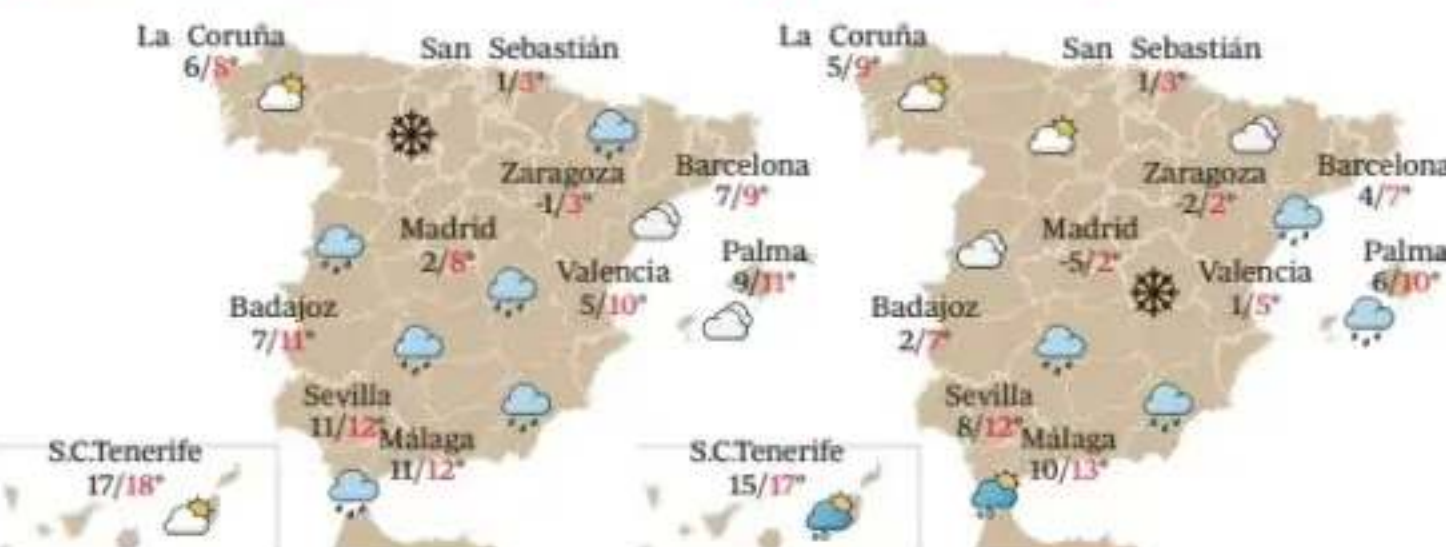 La Coruña
6/8°
San Sebastián
1/3°
Zaragoza
-1/3°
Barcelona
7/9°
Madrid
2/8°
Palma
9/11°
Valencia
5/10°
Badajoz
7/11°
Sevilla
11/12°
Málaga
11/12°
S.C.Tenerife
17/18°
La Coruña
5/9°
San Sebastián
1/3°
Zaragoza
-2/2°
Barcelona
4/7°
Madrid
-5/2°
Palma
6/10°
Valencia
1/5°
Badajoz
2/7°
Sevilla
8/12°
Málaga
10/13°
S.C.Tenerife
15/17°